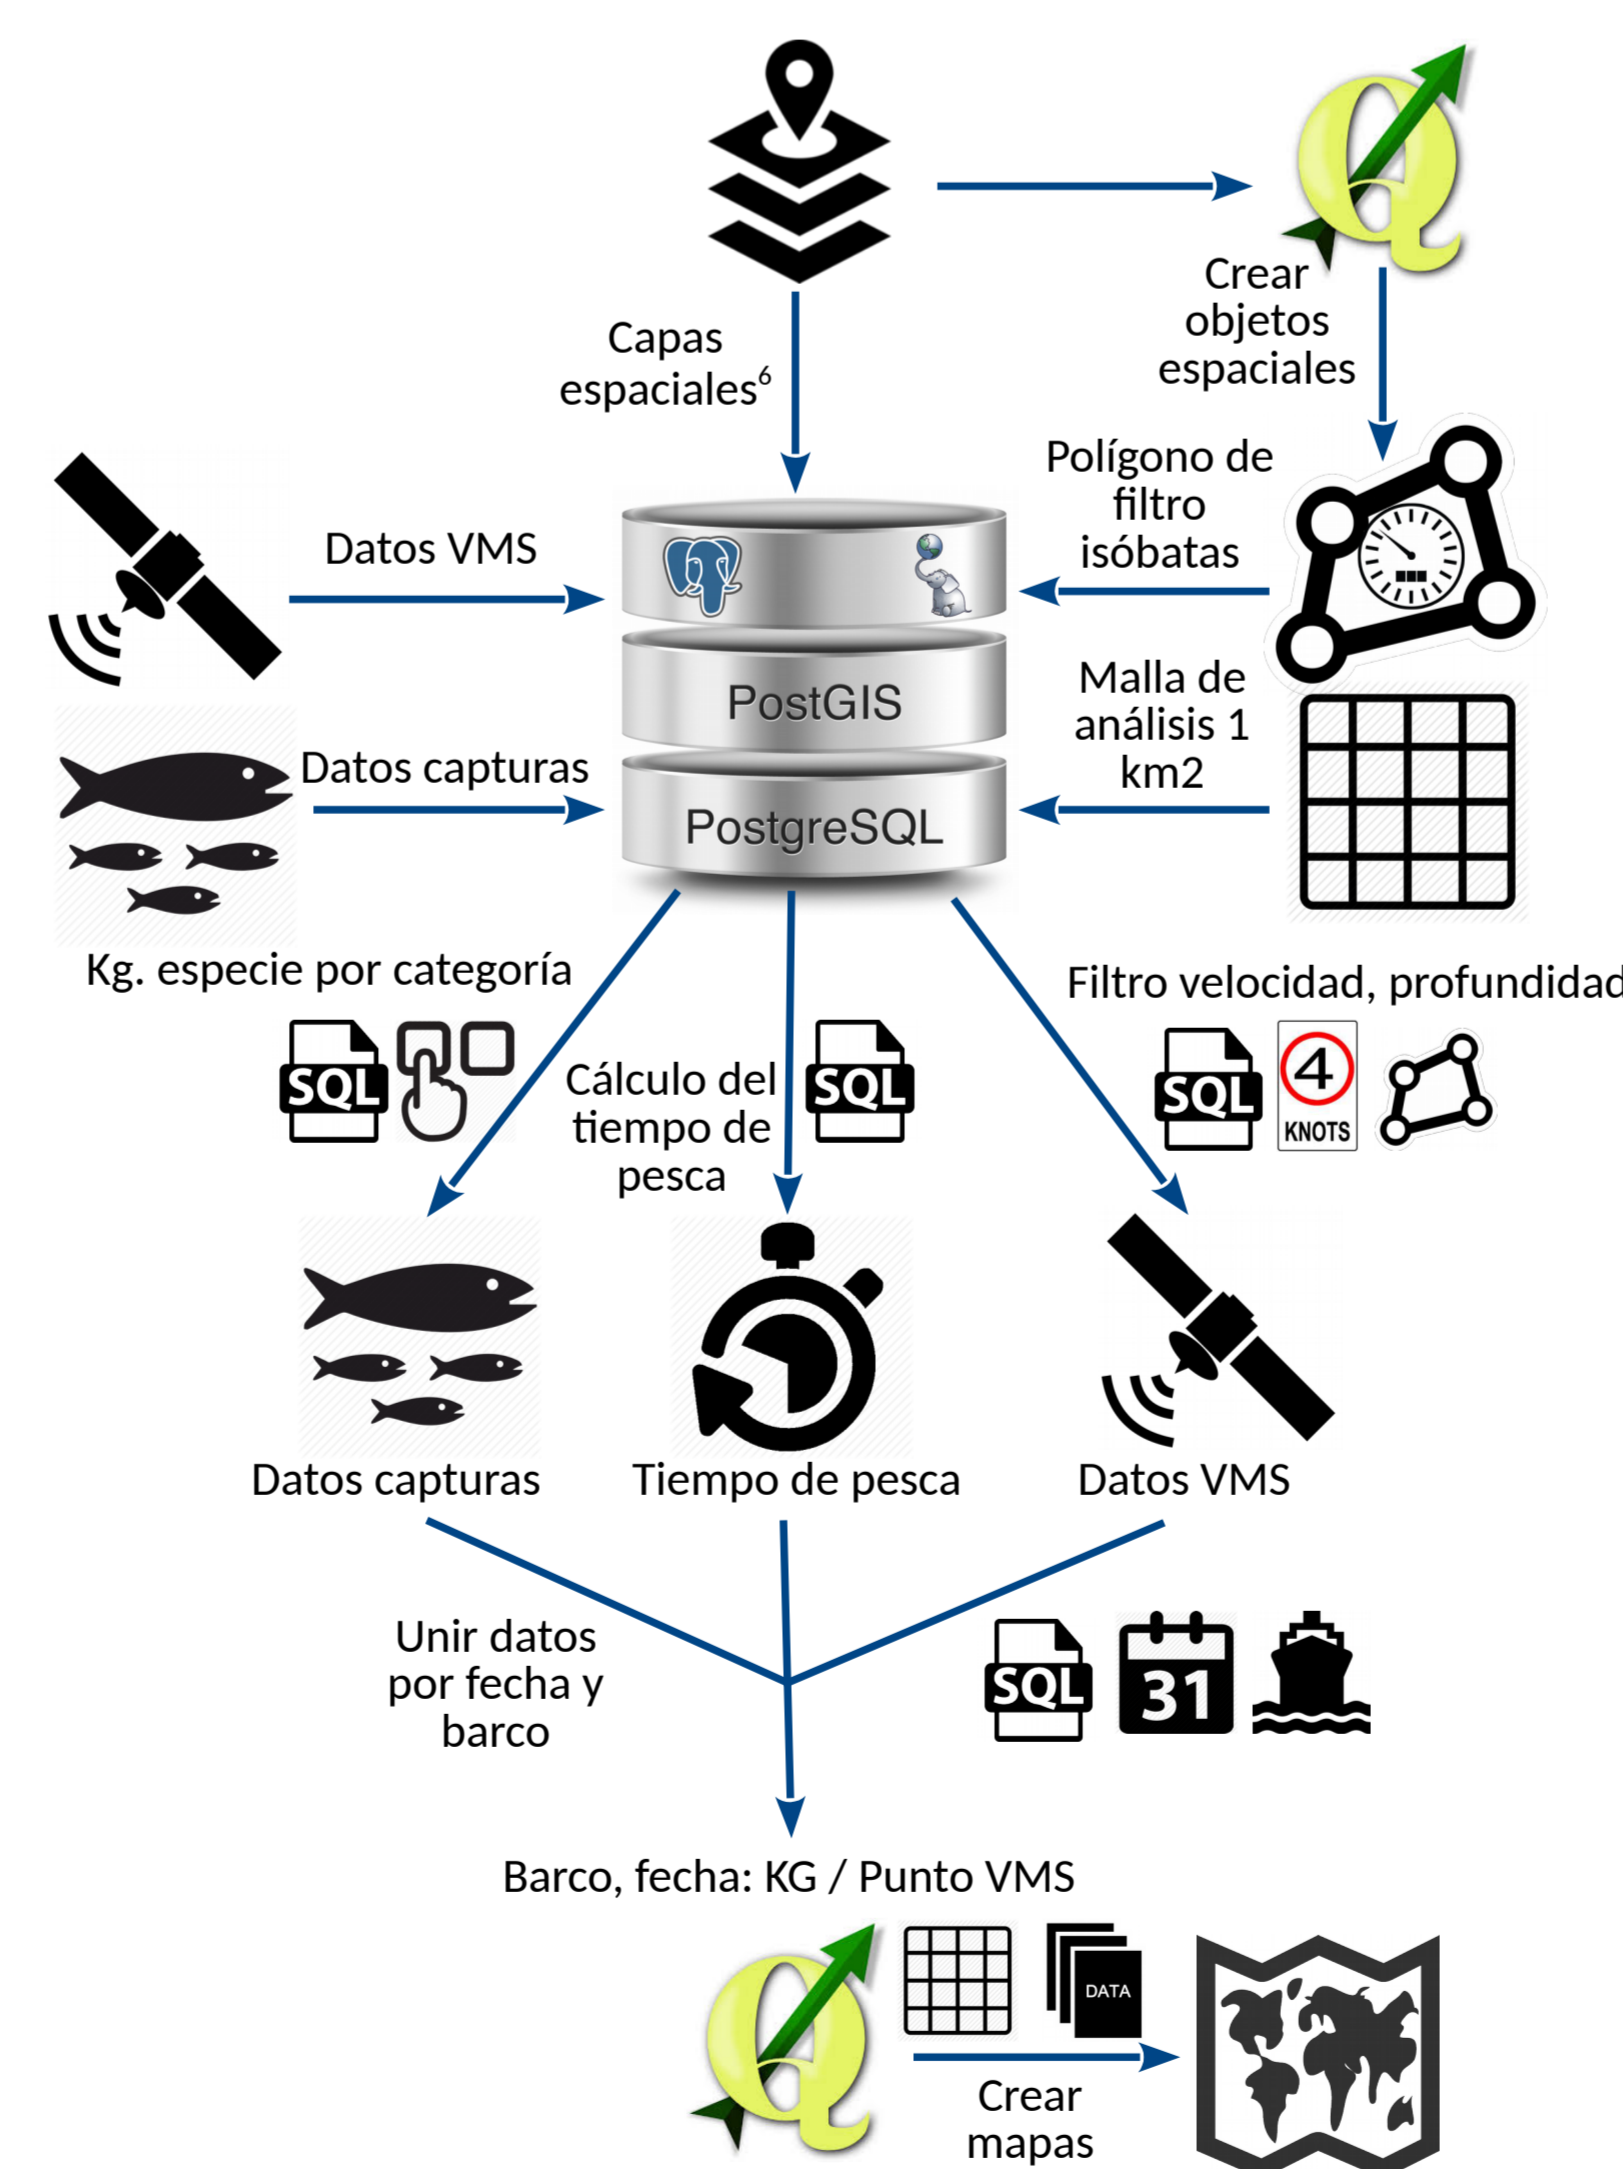 Crear
objetos
espaciales
Capas
espaciales⁶
Polígono de
filtro
isóbatas
Datos VMS
PostGIS
Malla de
análisis 1
km2
Datos capturas
PostgreSQL
Kg. especie por categoría
Filtro velocidad, profundidad
SQL
Cálculo del
tiempo de
pesca
SQL
SQL
4
KNOTS
Datos capturas
Tiempo de pesca
Datos VMS
Unir datos
por fecha y
barco
SQL
31
Barco, fecha: KG / Punto VMS
DATA
Crear
mapas